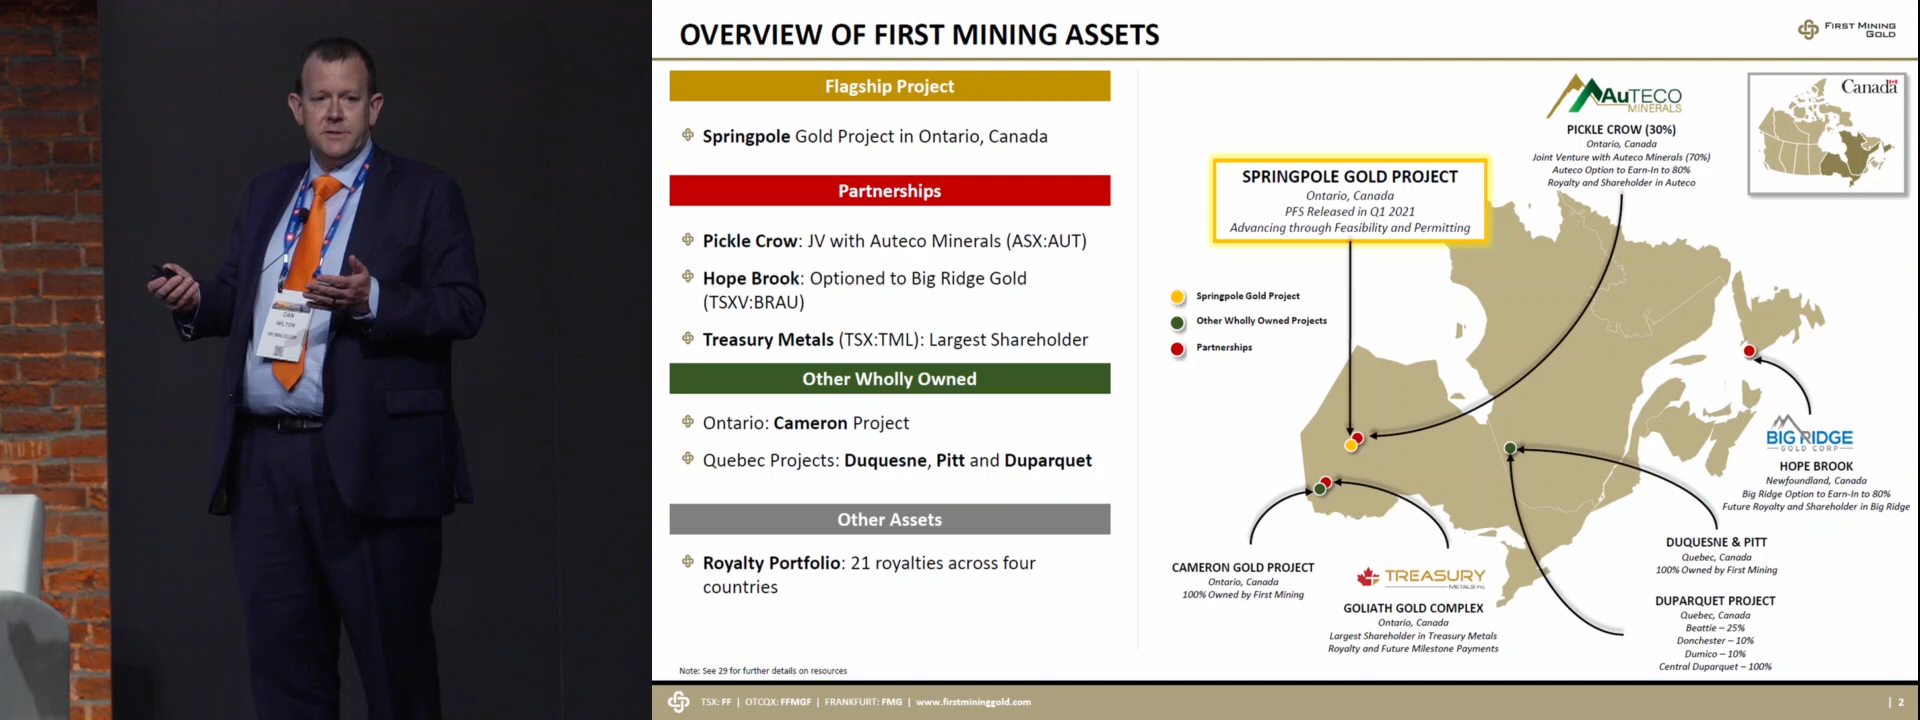 DAN
WILTON
OVERVIEW OF FIRST MINING ASSETS
FIRST MINING
GOLD
Flagship Project
Springpole Gold Project in Ontario, Canada
Partnerships
Pickle Crow: JV with Auteco Minerals (ASX:AUT)
Hope Brook: Optioned to Big Ridge Gold
(TSXV:BRAU)
Treasury Metals (TSX:TML): Largest Shareholder
Other Wholly Owned
Ontario: Cameron Project
Quebec Projects: Duquesne, Pitt and Duparquet
Other Assets
Royalty Portfolio: 21 royalties across four
countries
Note: See 29 for further details on resources
AuTECO
MINERALS
PICKLE CROW (30%)
Ontario, Canada
Joint Venture with Auteco Minerals (70%)
Auteco Option to Earn-In to 80%
Royalty and Shareholder in Auteco
Canada
SPRINGPOLE GOLD PROJECT
Ontario, Canada
PFS Released in Q1 2021
Advancing through Feasibility and Permitting
Springpole Gold Project
Other Wholly Owned Projects
Partnerships
BIG RIDGE
GOLD CORP
HOPE BROOK
Newfoundland, Canada
Big Ridge Option to Earn-In to 80%
Future Royalty and Shareholder in Big Ridge
CAMERON GOLD PROJECT
Ontario, Canada
100% Owned by First Mining
TREASURY
METALS Inc.
GOLIATH GOLD COMPLEX
Ontario, Canada
Largest Shareholder in Treasury Metals
Royalty and Future Milestone Payments
DUQUESNE & PITT
Quebec, Canada
100% Owned by First Mining
DUPARQUET PROJECT
Quebec, Canada
Beattie – 25%
Donchester – 10%
Dumico – 10%
Central Duparquet – 100%
TSX: FF | OTCQX: FFMGF | FRANKFURT: FMG | www.firstmininggold.com
| 2